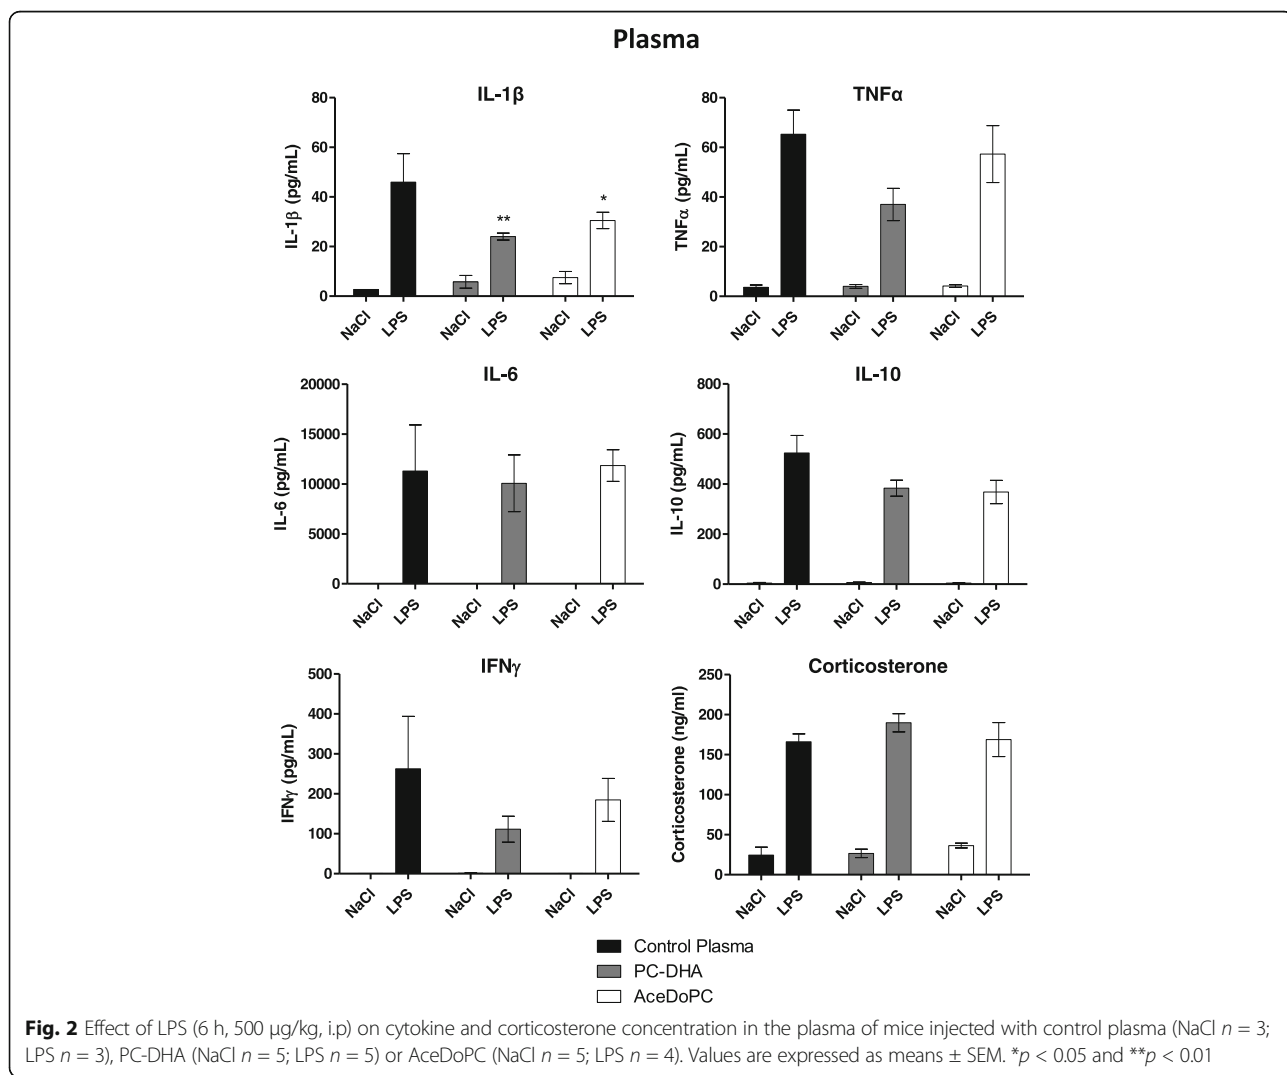 Plasma
IL-1β
80
60
40
20
0
IL-1β (pg/mL)
**
*
NaCl LPS NaCl LPS NaCl LPS
TNFα
80
60
40
20
0
TNFα (pg/mL)
NaCl LPS NaCl LPS NaCl LPS
IL-6
20000
15000
10000
5000
0
IL-6 (pg/mL)
NaCl LPS NaCl LPS NaCl LPS
IL-10
800
600
400
200
0
IL-10 (pg/mL)
NaCl LPS NaCl LPS NaCl LPS
IFNγ
500
400
300
200
100
0
IFNγ (pg/mL)
NaCl LPS NaCl LPS NaCl LPS
Corticosterone
250
200
150
100
50
0
Corticosterone (ng/ml)
NaCl LPS NaCl LPS NaCl LPS
Control Plasma
PC-DHA
AceDoPC
Fig. 2 Effect of LPS (6 h, 500 μg/kg, i.p) on cytokine and corticosterone concentration in the plasma of mice injected with control plasma (NaCl n = 3;
LPS n = 3), PC-DHA (NaCl n = 5; LPS n = 5) or AceDoPC (NaCl n = 5; LPS n = 4). Values are expressed as means ± SEM. *p < 0.05 and **p < 0.01